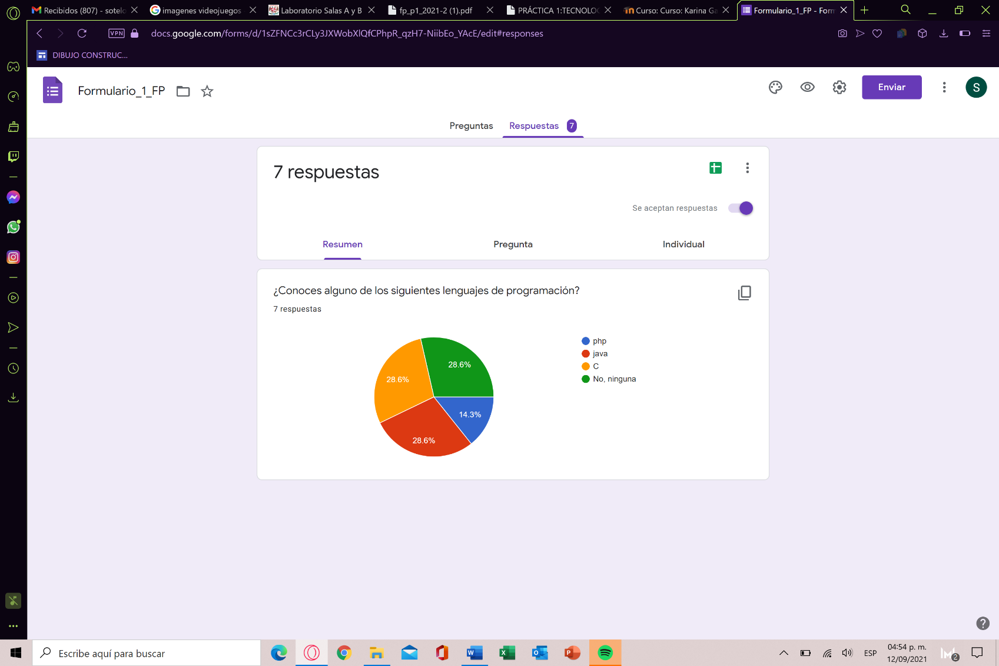 Recibidos (807) - sotelo
imagenes videojuegos
Laboratorio Salas A y B
fp_p1_2021-2 (1).pdf
PRÁCTICA 1:TECNOLOG
Curso: Curso: Karina Ga
Formulario_1_FP - Form
VPN
docs.google.com/forms/d/1sZFNCc3rCLy3JXWobXlQfCPhpR_qzH7-NiibEo_YAcE/edit#responses
DIBUJO CONSTRUC...
Formulario_1_FP
Enviar
S
Preguntas
Respuestas
7
7 respuestas
Se aceptan respuestas
Resumen
Pregunta
Individual
¿Conoces alguno de los siguientes lenguajes de programación?
7 respuestas
28.6%
28.6%
14.3%
28.6%
php
java
C
No, ninguna
Escribe aquí para buscar
ESP
04:54 p. m.
12/09/2021
2